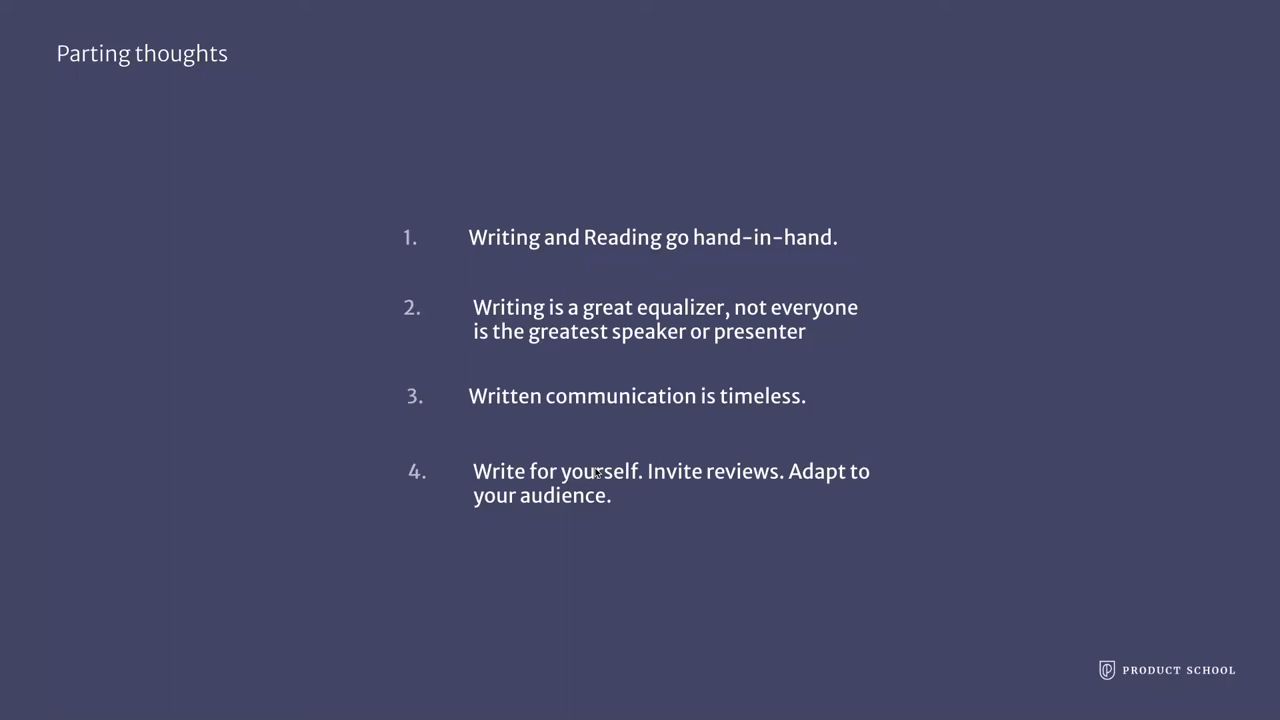 Parting thoughts
1. Writing and Reading go hand-in-hand.
2. Writing is a great equalizer, not everyone
is the greatest speaker or presenter
3. Written communication is timeless.
4. Write for yourself. Invite reviews. Adapt to
your audience.
PRODUCT SCHOOL